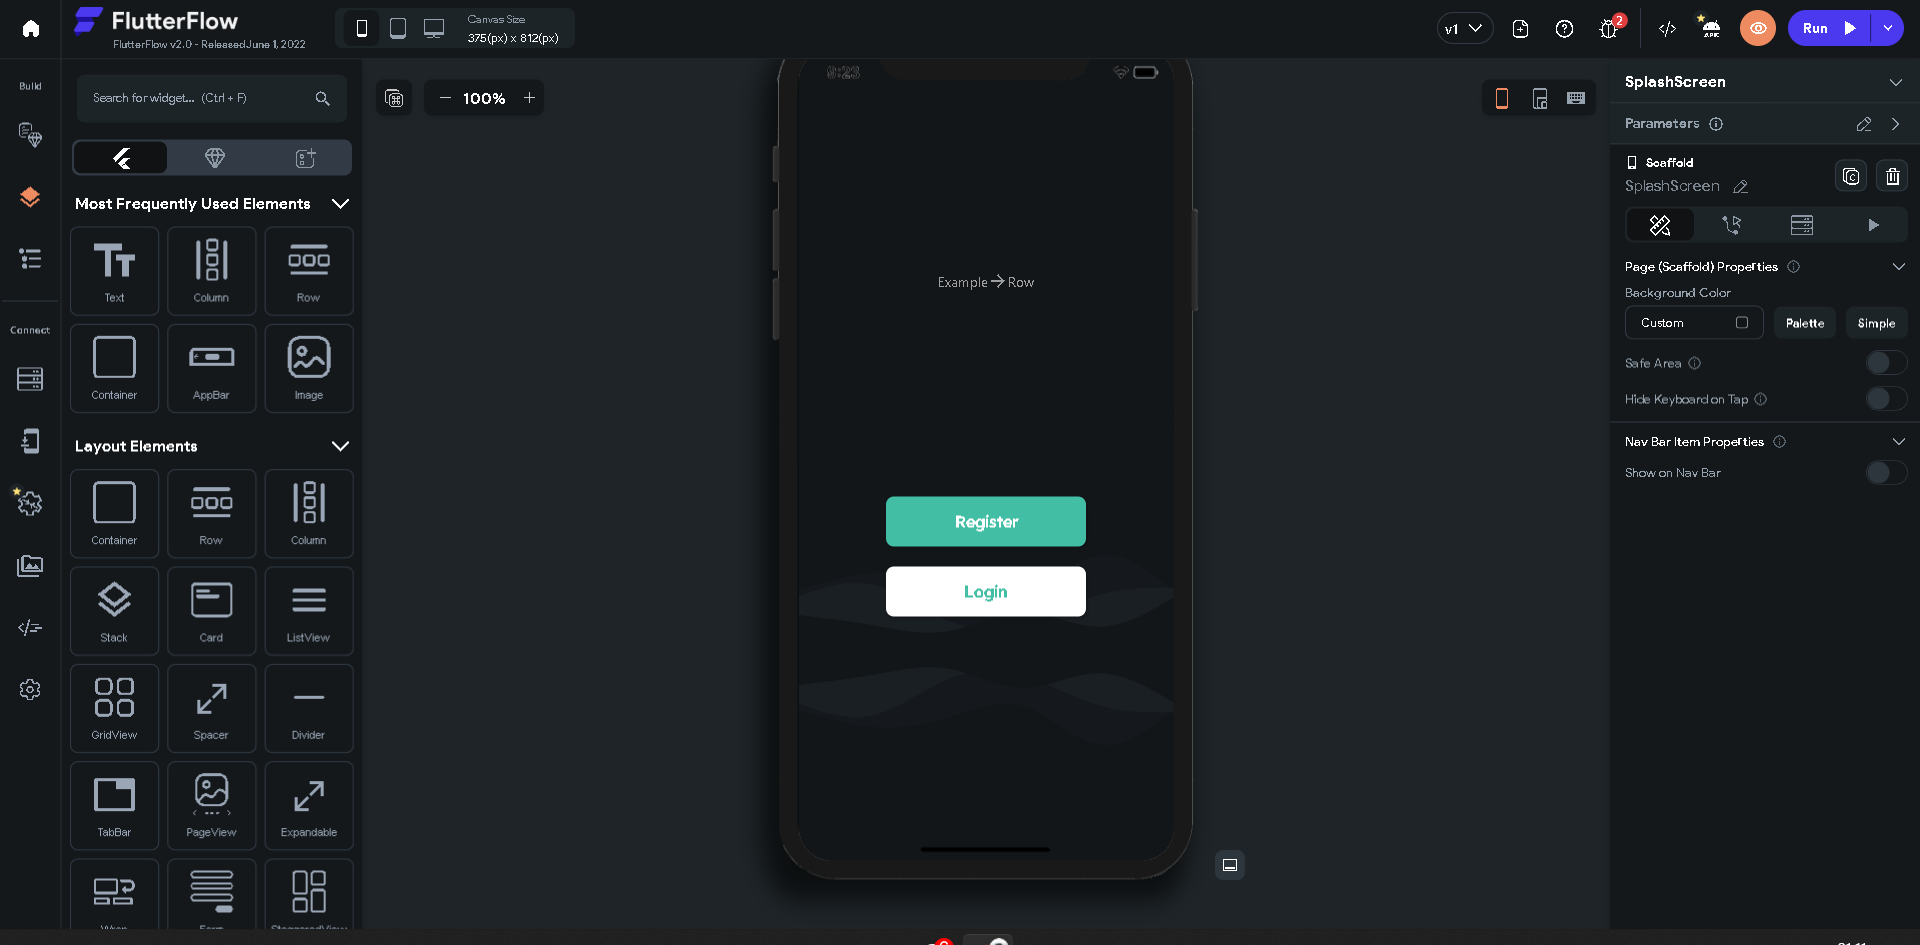 FlutterFlow
FlutterFlow v2.0 - Released June 1, 2022
Canvas Size
375(px) x 812(px)
v1
2
Run
Build
Search for widget... (Ctrl + F)
100%
Most Frequently Used Elements
Text
Column
Row
Container
AppBar
Image
Connect
Layout Elements
Container
Row
Column
Stack
Card
ListView
GridView
Spacer
Divider
TabBar
PageView
Expandable
Example
Row
Register
Login
SplashScreen
Parameters
Scaffold
SplashScreen
Page (Scaffold) Properties
Background Color
Custom
Palette
Simple
Safe Area
Hide Keyboard on Tap
Nav Bar Item Properties
Show on Nav Bar